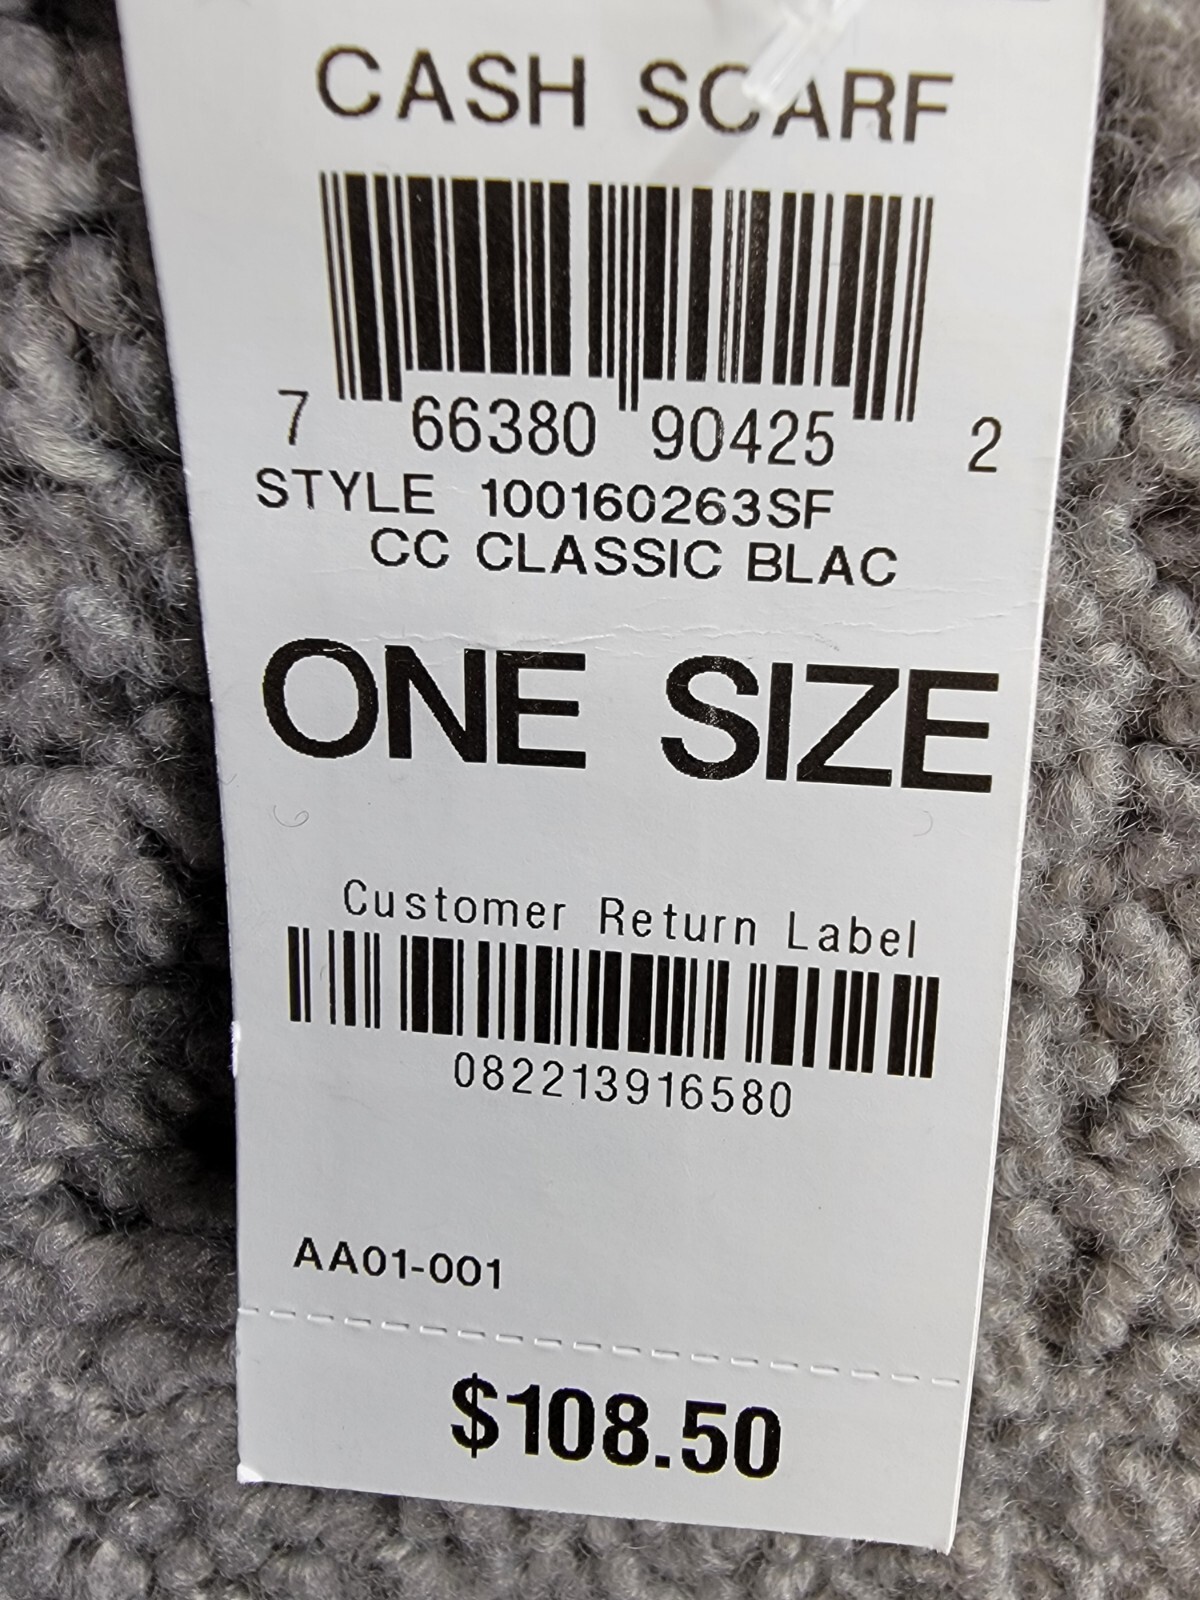 CASH SCARF
7 66380 90425 2
STYLE 100160263SF
CC CLASSIC BLAC
ONE SIZE
Customer Return Label
082213916580
AA01-001
$108.50